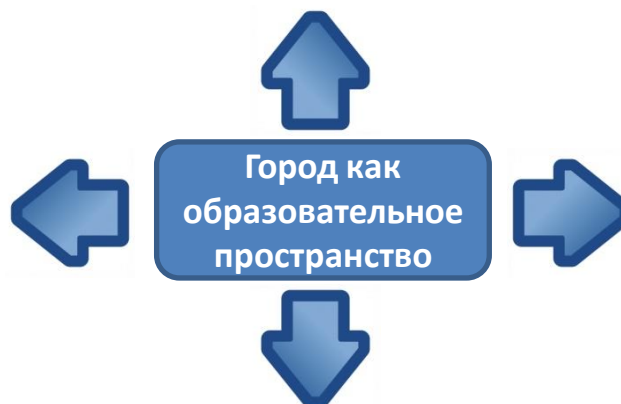 Город как
образовательное
пространство